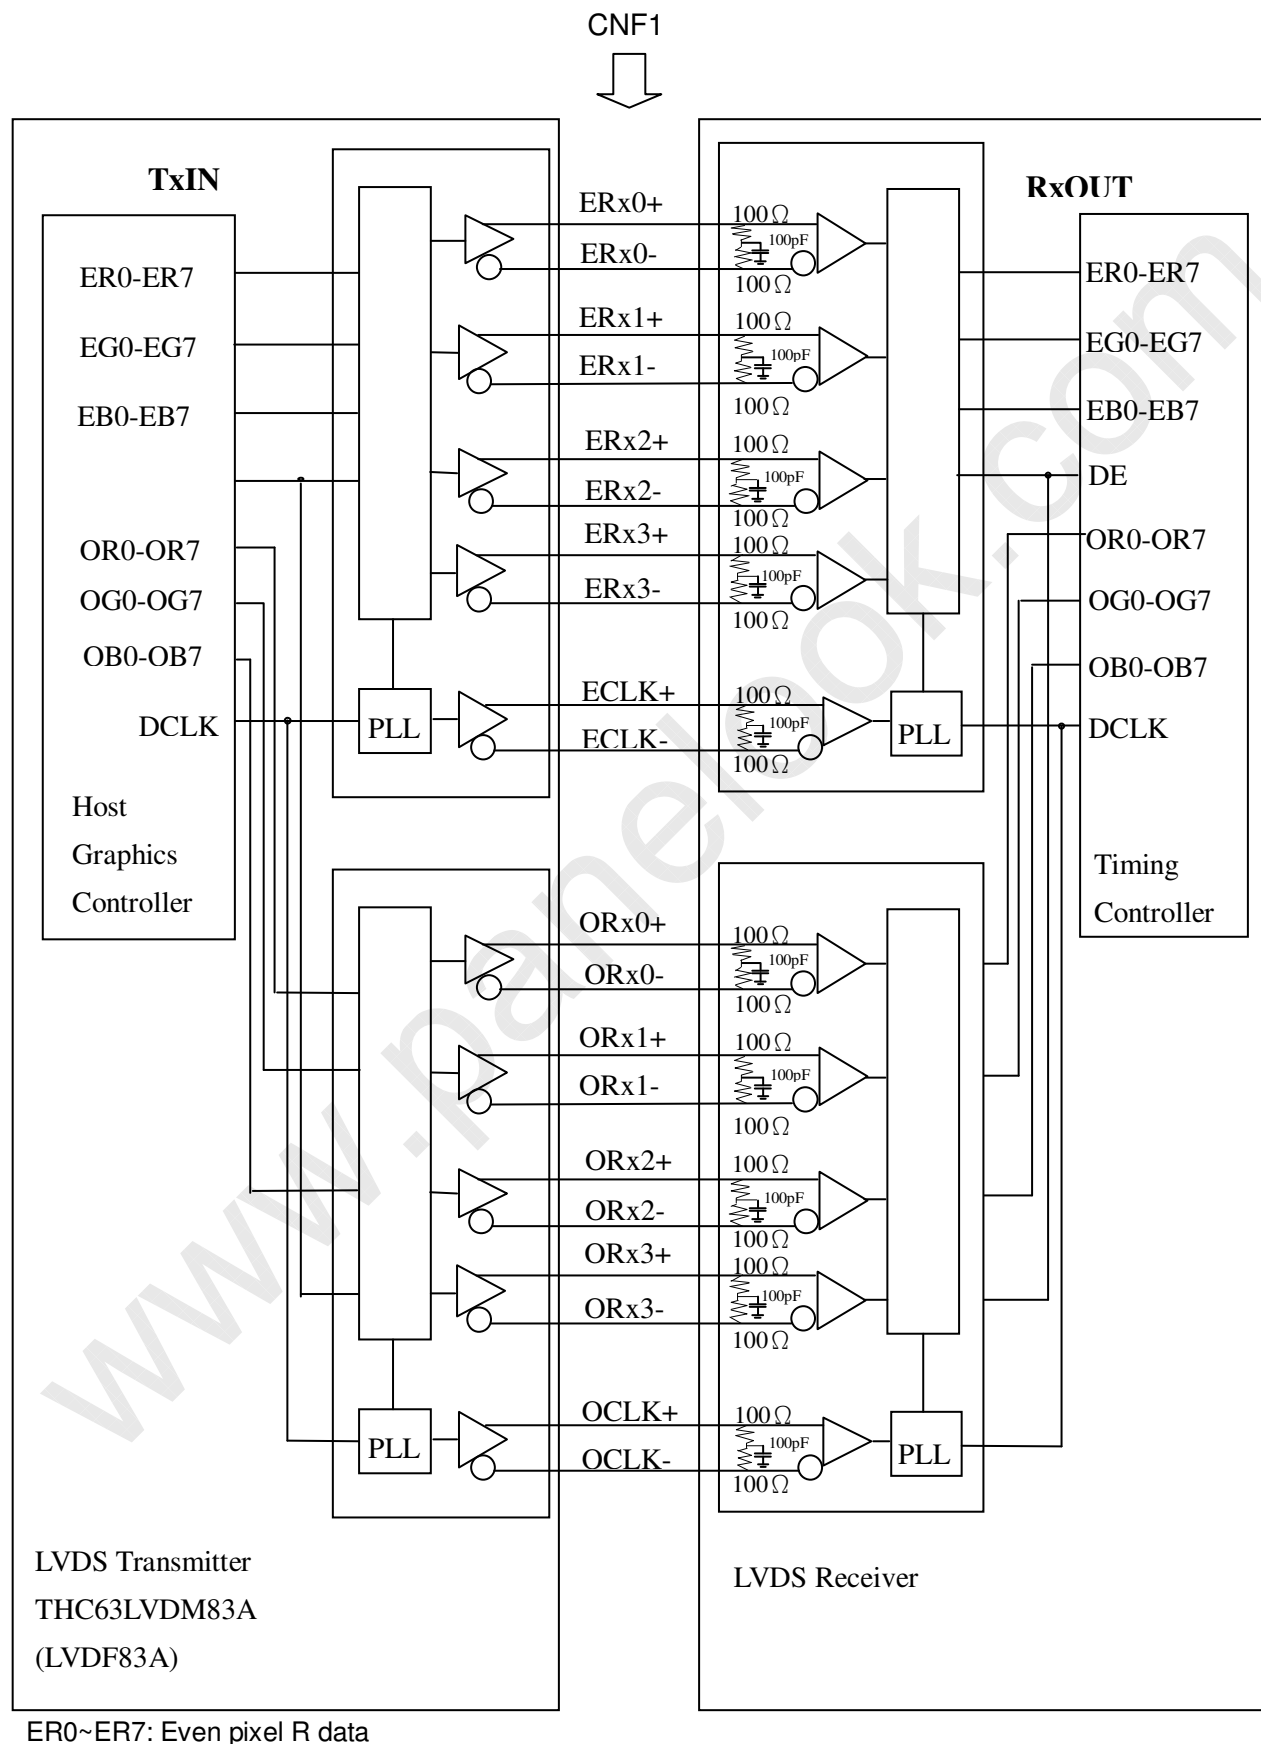 CNF1
TxIN
RxOUT
ER0-ER7
EG0-EG7
EB0-EB7
OR0-OR7
OG0-OG7
OB0-OB7
DCLK
Host
Graphics
Controller
PLL
PLL
ERx0+
ERx0-
ERx1+
ERx1-
ERx2+
ERx2-
ERx3+
ERx3-
ECLK+
ECLK-
ORx0+
ORx0-
ORx1+
ORx1-
ORx2+
ORx2-
ORx3+
ORx3-
OCLK+
OCLK-
100Ω
100pF
100Ω
100Ω
100pF
100Ω
100Ω
100pF
100Ω
100Ω
100pF
100Ω
100Ω
100pF
100Ω
PLL
100Ω
100pF
100Ω
100Ω
100pF
100Ω
100Ω
100pF
100Ω
100Ω
100pF
100Ω
100Ω
100pF
100Ω
PLL
ER0-ER7
EG0-EG7
EB0-EB7
DE
OR0-OR7
OG0-OG7
OB0-OB7
DCLK
Timing
Controller
LVDS Transmitter
THC63LVDM83A
(LVDF83A)
LVDS Receiver
ER0~ER7: Even pixel R data
www.panelook.com